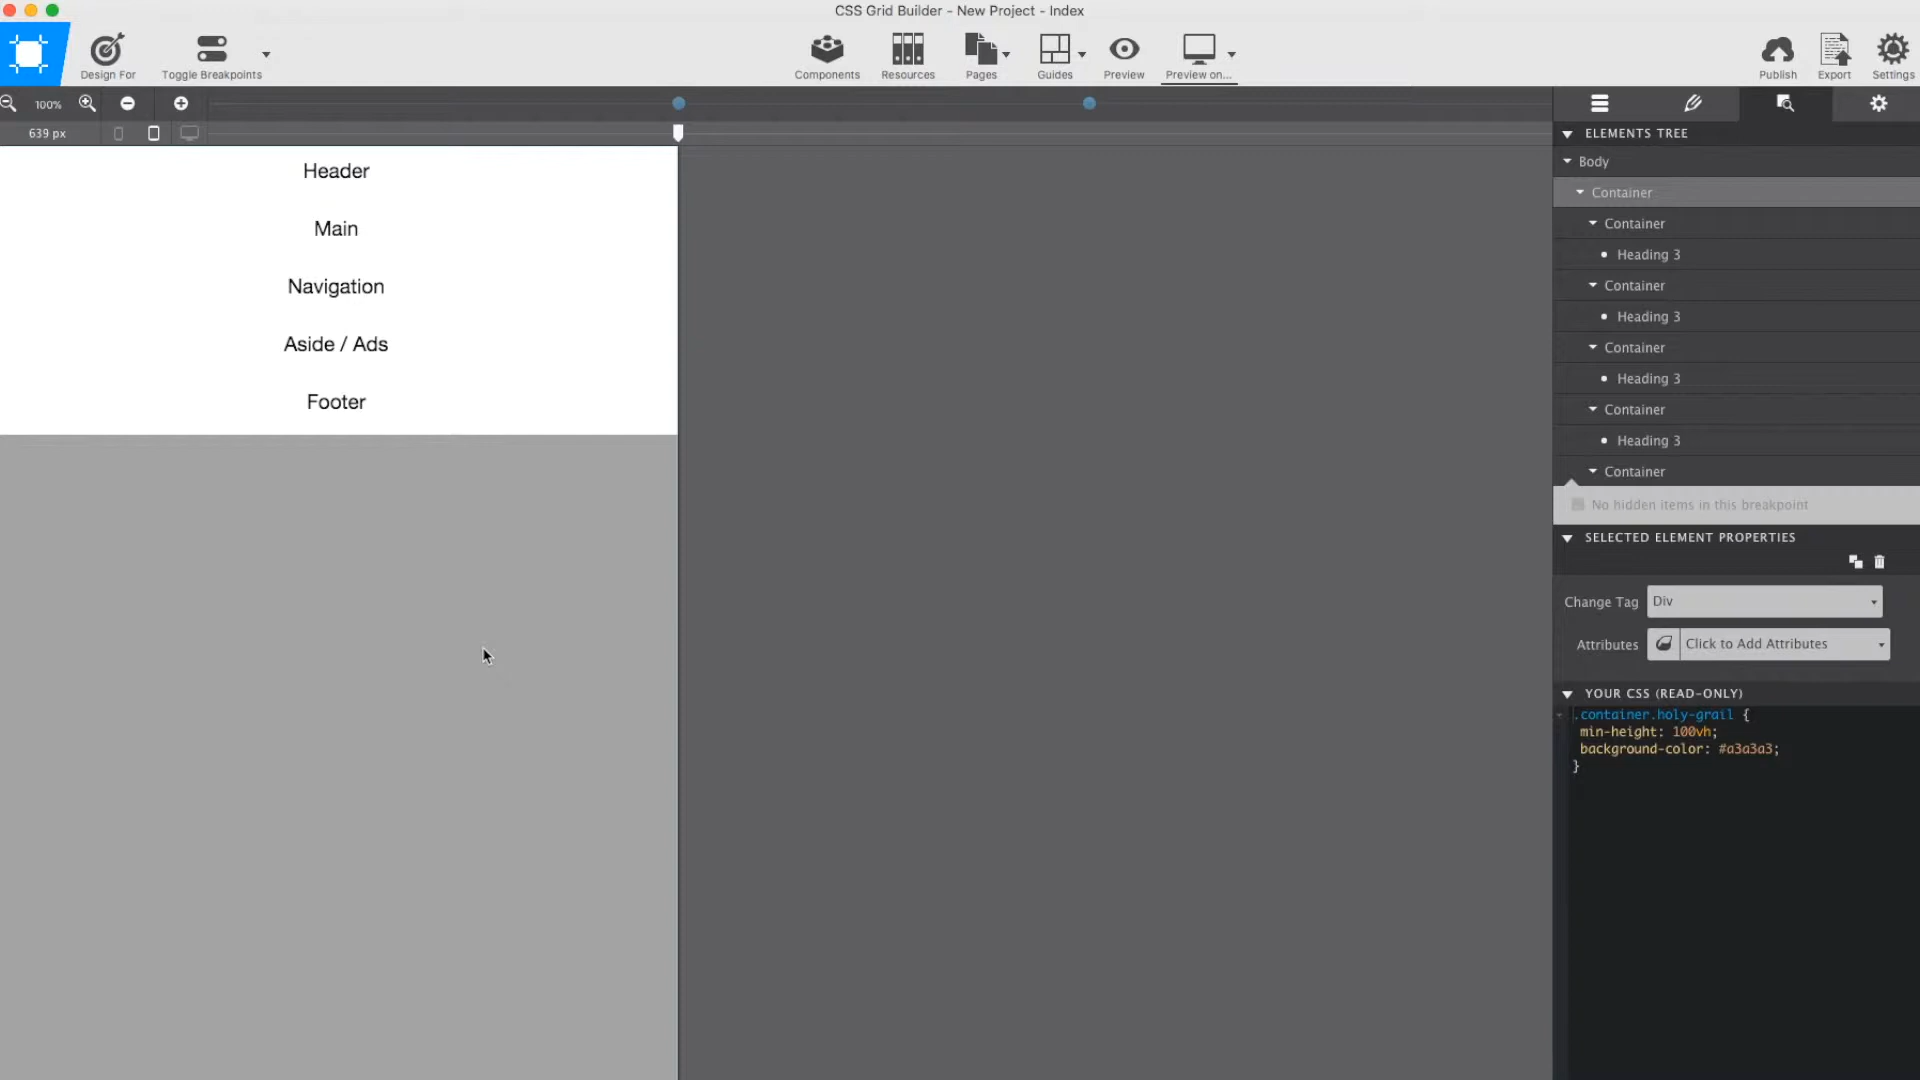 CSS Grid Builder - New Project - Index
Design For
Toggle Breakpoints
Components
Resources
Pages
Guides
Preview
Preview on...
Publish
Export
Settings
100%
639 px
Header
Main
Navigation
Aside / Ads
Footer
ELEMENTS TREE
Body
Container
Container
Heading 3
Container
Heading 3
Container
Heading 3
Container
Heading 3
Container
No hidden items in this breakpoint
SELECTED ELEMENT PROPERTIES
Change Tag Div
Attributes Click to Add Attributes
YOUR CSS (READ-ONLY)
.container.holy-grail {
min-height: 100vh;
background-color: #a3a3a3;
}